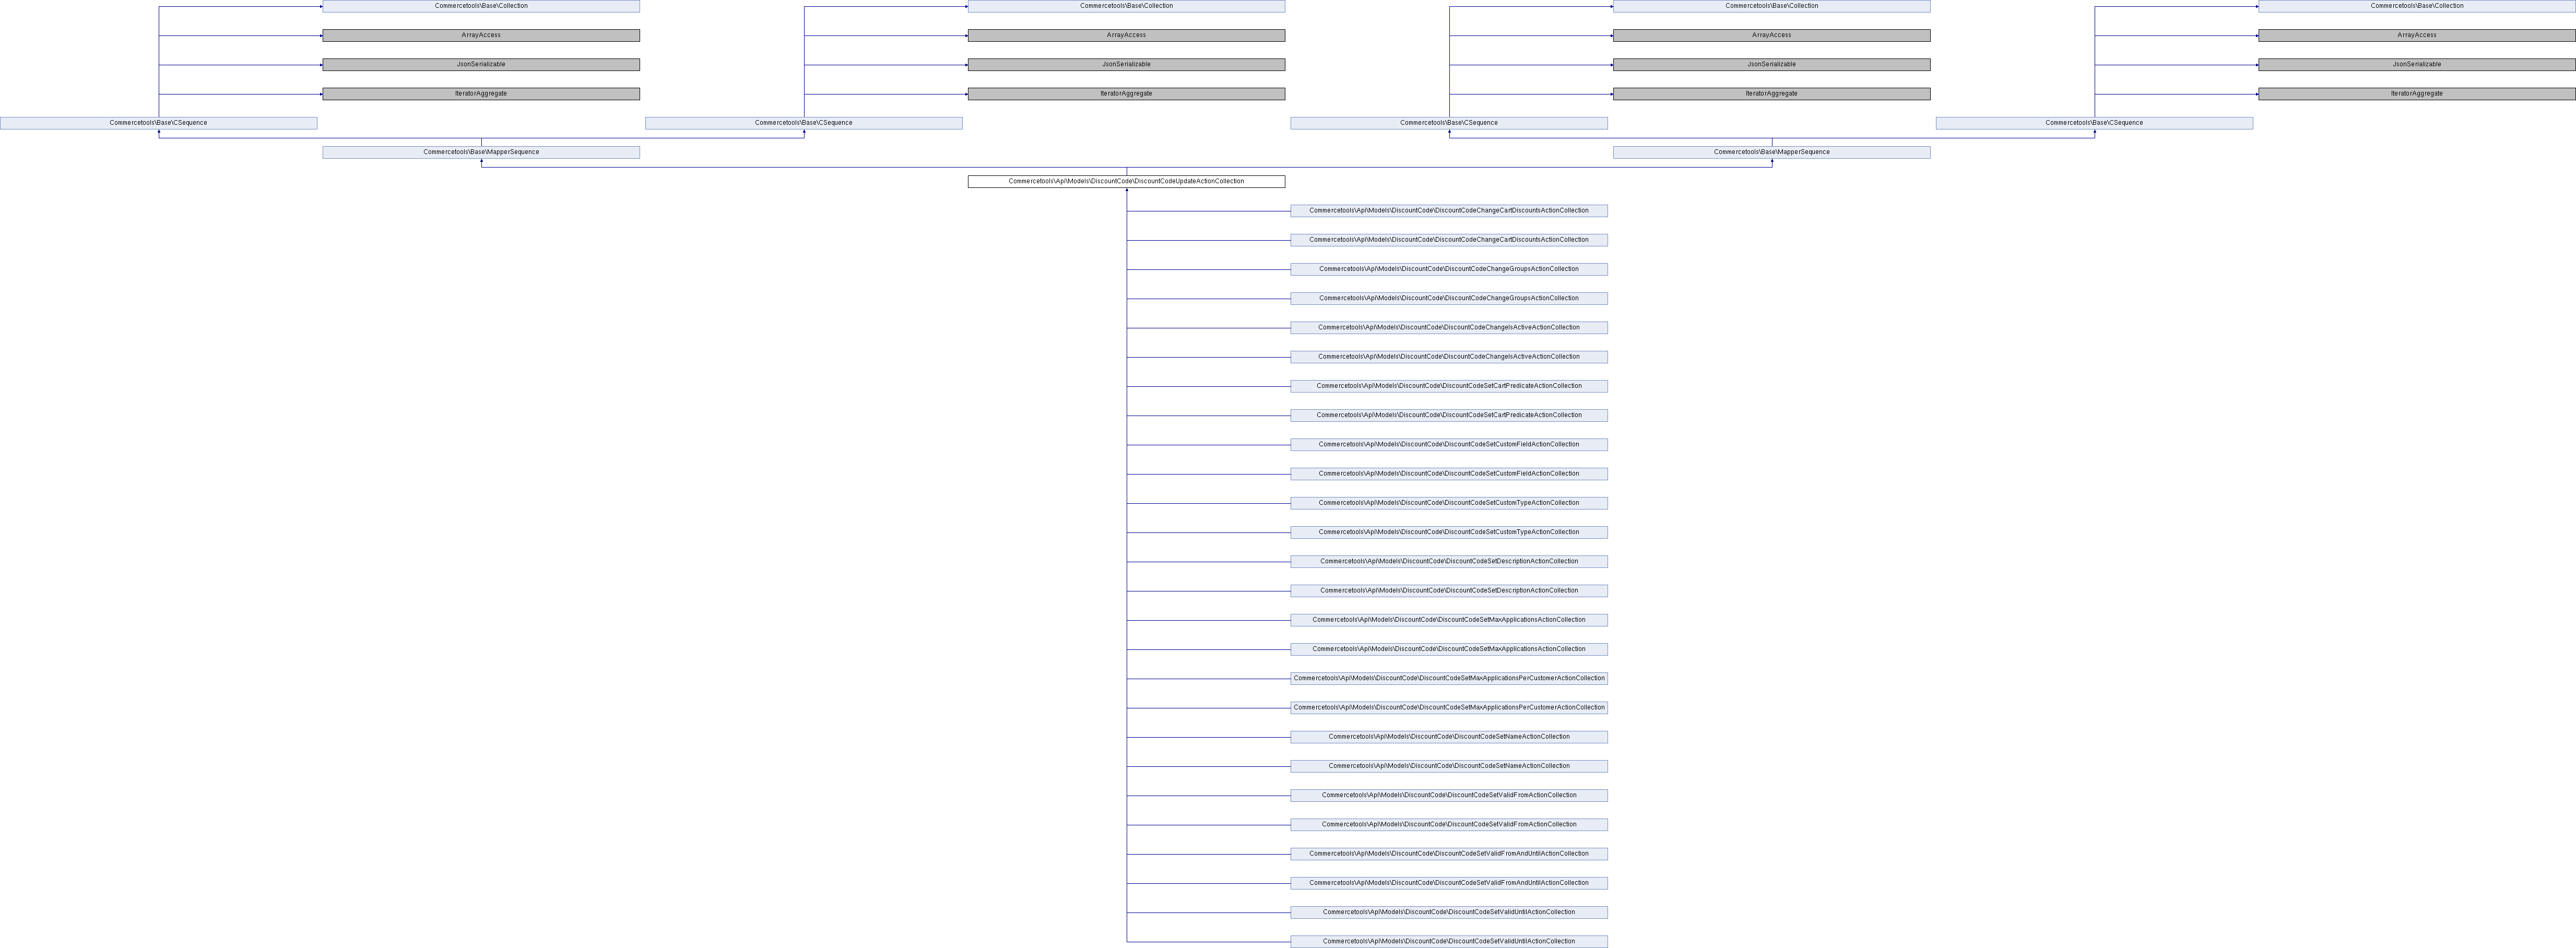 Commercetools\Base\Collection
Commercetools\Base\Collection
Commercetools\Base\Collection
Commercetools\Base\Collection
ArrayAccess
ArrayAccess
ArrayAccess
ArrayAccess
JsonSerializable
JsonSerializable
JsonSerializable
JsonSerializable
IteratorAggregate
IteratorAggregate
IteratorAggregate
IteratorAggregate
Commercetools\Base\CSequence
Commercetools\Base\CSequence
Commercetools\Base\CSequence
Commercetools\Base\CSequence
Commercetools\Base\MapperSequence
Commercetools\Base\MapperSequence
Commercetools\Api\Models\DiscountCode\DiscountCodeUpdateActionCollection
Commercetools\Api\Models\DiscountCode\DiscountCodeChangeCartDiscountsActionCollection
Commercetools\Api\Models\DiscountCode\DiscountCodeChangeCartDiscountsActionCollection
Commercetools\Api\Models\DiscountCode\DiscountCodeChangeGroupsActionCollection
Commercetools\Api\Models\DiscountCode\DiscountCodeChangeGroupsActionCollection
Commercetools\Api\Models\DiscountCode\DiscountCodeChangeIsActiveActionCollection
Commercetools\Api\Models\DiscountCode\DiscountCodeChangeIsActiveActionCollection
Commercetools\Api\Models\DiscountCode\DiscountCodeSetCartPredicateActionCollection
Commercetools\Api\Models\DiscountCode\DiscountCodeSetCartPredicateActionCollection
Commercetools\Api\Models\DiscountCode\DiscountCodeSetCustomFieldActionCollection
Commercetools\Api\Models\DiscountCode\DiscountCodeSetCustomFieldActionCollection
Commercetools\Api\Models\DiscountCode\DiscountCodeSetCustomTypeActionCollection
Commercetools\Api\Models\DiscountCode\DiscountCodeSetCustomTypeActionCollection
Commercetools\Api\Models\DiscountCode\DiscountCodeSetDescriptionActionCollection
Commercetools\Api\Models\DiscountCode\DiscountCodeSetDescriptionActionCollection
Commercetools\Api\Models\DiscountCode\DiscountCodeSetMaxApplicationsActionCollection
Commercetools\Api\Models\DiscountCode\DiscountCodeSetMaxApplicationsActionCollection
Commercetools\Api\Models\DiscountCode\DiscountCodeSetMaxApplicationsPerCustomerActionCollection
Commercetools\Api\Models\DiscountCode\DiscountCodeSetMaxApplicationsPerCustomerActionCollection
Commercetools\Api\Models\DiscountCode\DiscountCodeSetNameActionCollection
Commercetools\Api\Models\DiscountCode\DiscountCodeSetNameActionCollection
Commercetools\Api\Models\DiscountCode\DiscountCodeSetValidFromActionCollection
Commercetools\Api\Models\DiscountCode\DiscountCodeSetValidFromActionCollection
Commercetools\Api\Models\DiscountCode\DiscountCodeSetValidFromAndUntilActionCollection
Commercetools\Api\Models\DiscountCode\DiscountCodeSetValidFromAndUntilActionCollection
Commercetools\Api\Models\DiscountCode\DiscountCodeSetValidUntilActionCollection
Commercetools\Api\Models\DiscountCode\DiscountCodeSetValidUntilActionCollection